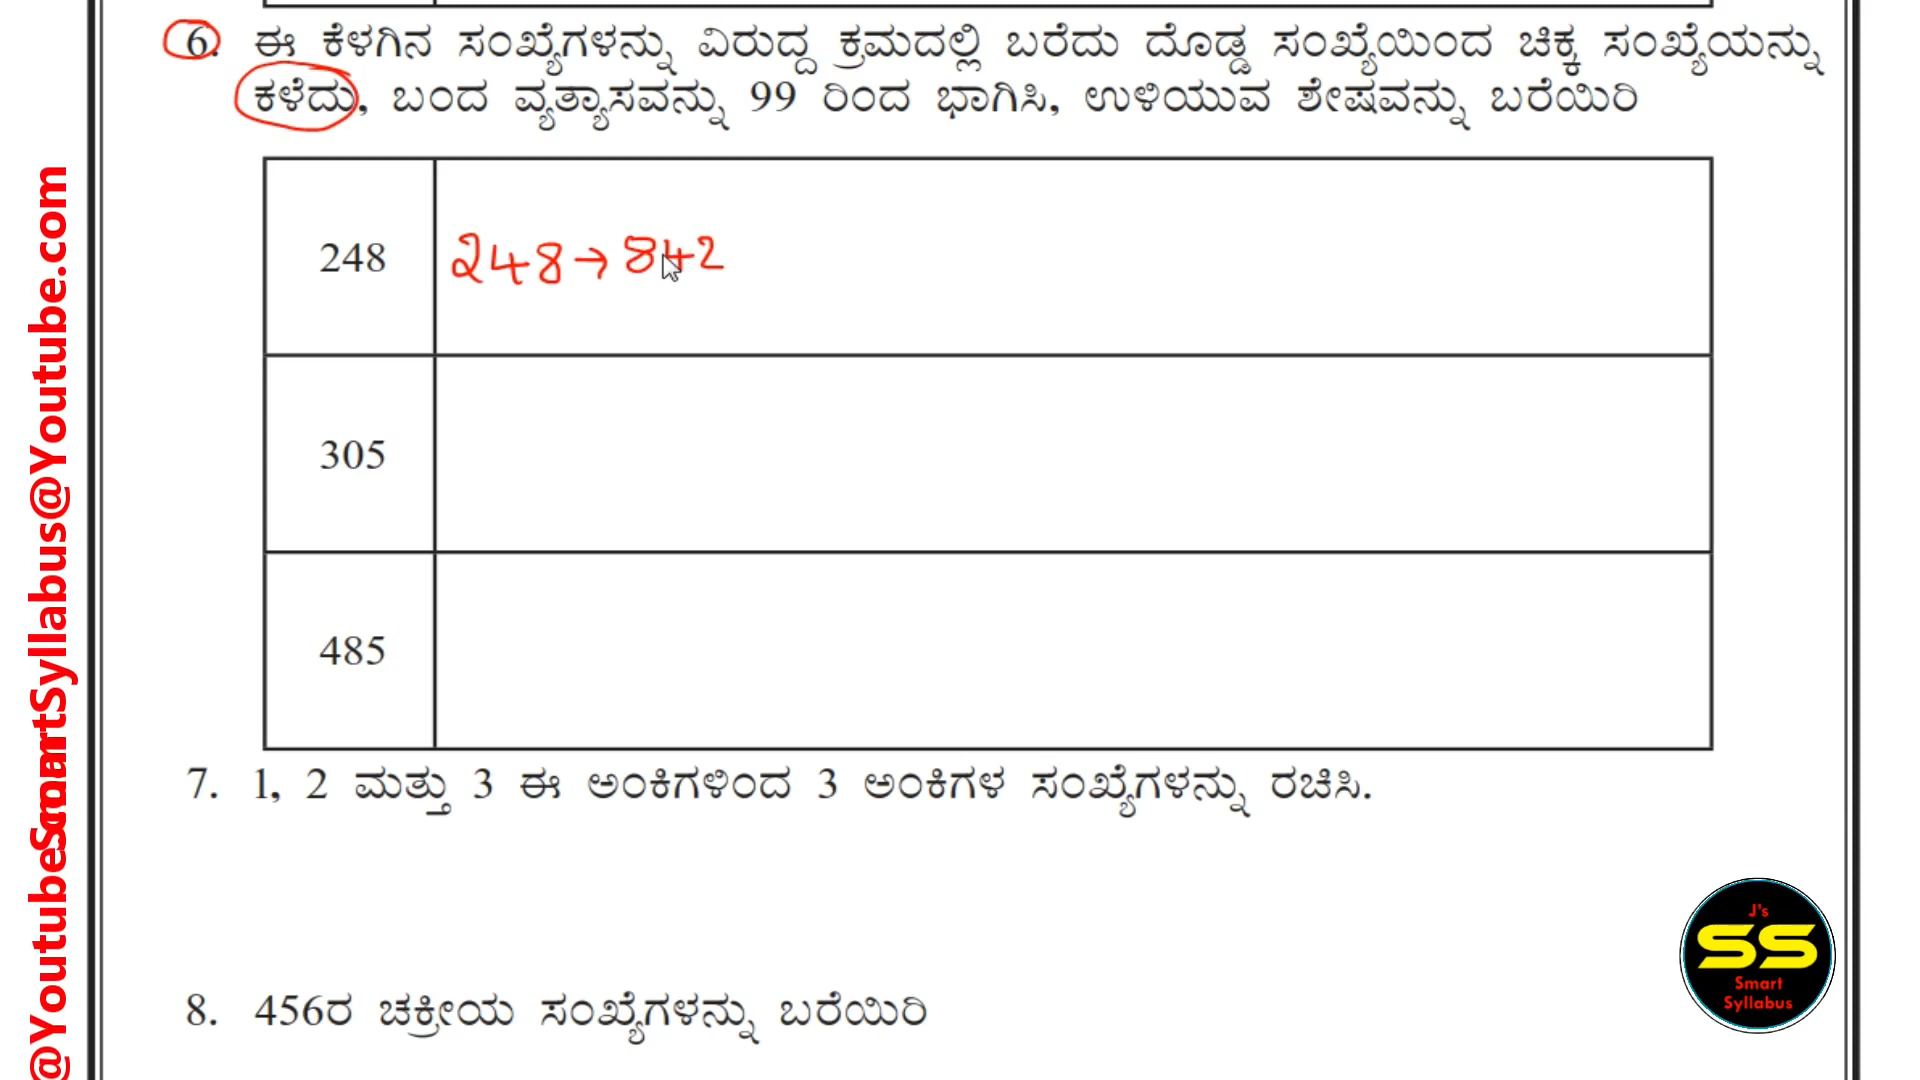 6. ಈ ಕೆಳಗಿನ ಸಂಖ್ಯೆಗಳನ್ನು ವಿರುದ್ದ ಕ್ರಮದಲ್ಲಿ ಬರೆದು ದೊಡ್ಡ ಸಂಖ್ಯೆಯಿಂದ ಚಿಕ್ಕ ಸಂಖ್ಯೆಯನ್ನು
ಕಳೆದು, ಬಂದ ವ್ಯತ್ಯಾಸವನ್ನು 99 ರಿಂದ ಭಾಗಿಸಿ, ಉಳಿಯುವ ಶೇಷವನ್ನು ಬರೆಯಿರಿ
248 248→842
305
485
7. 1, 2 ಮತ್ತು 3 ಈ ಅಂಕಿಗಳಿಂದ 3 ಅಂಕಿಗಳ ಸಂಖ್ಯೆಗಳನ್ನು ರಚಿಸಿ.
8. 456ರ ಚಕ್ರೀಯ ಸಂಖ್ಯೆಗಳನ್ನು ಬರೆಯಿರಿ
SmartSyllabus@Youtube.com
@Youtube
J's
SS
Smart
Syllabus